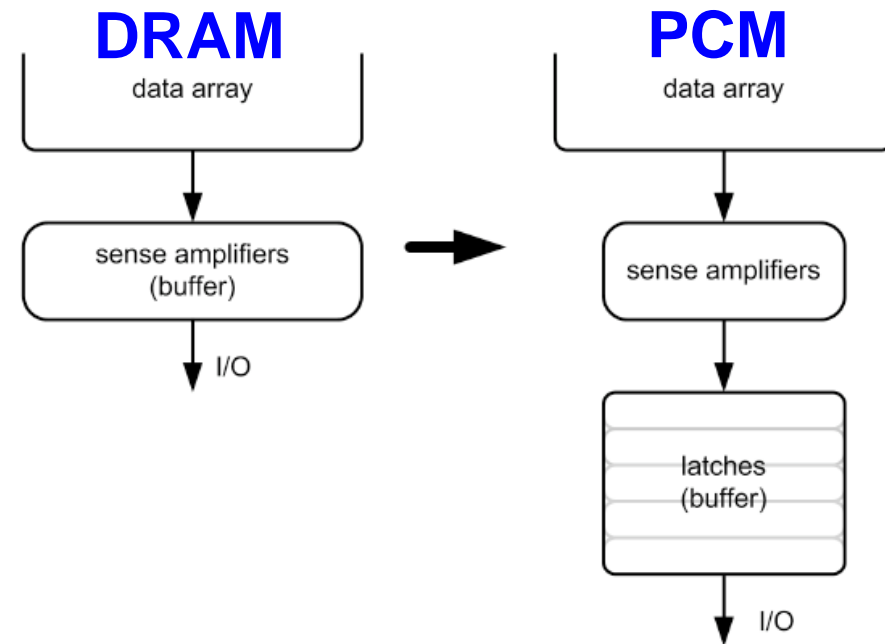 DRAM
data array
sense amplifiers
(buffer)
I/O
PCM
data array
sense amplifiers
latches
(buffer)
I/O